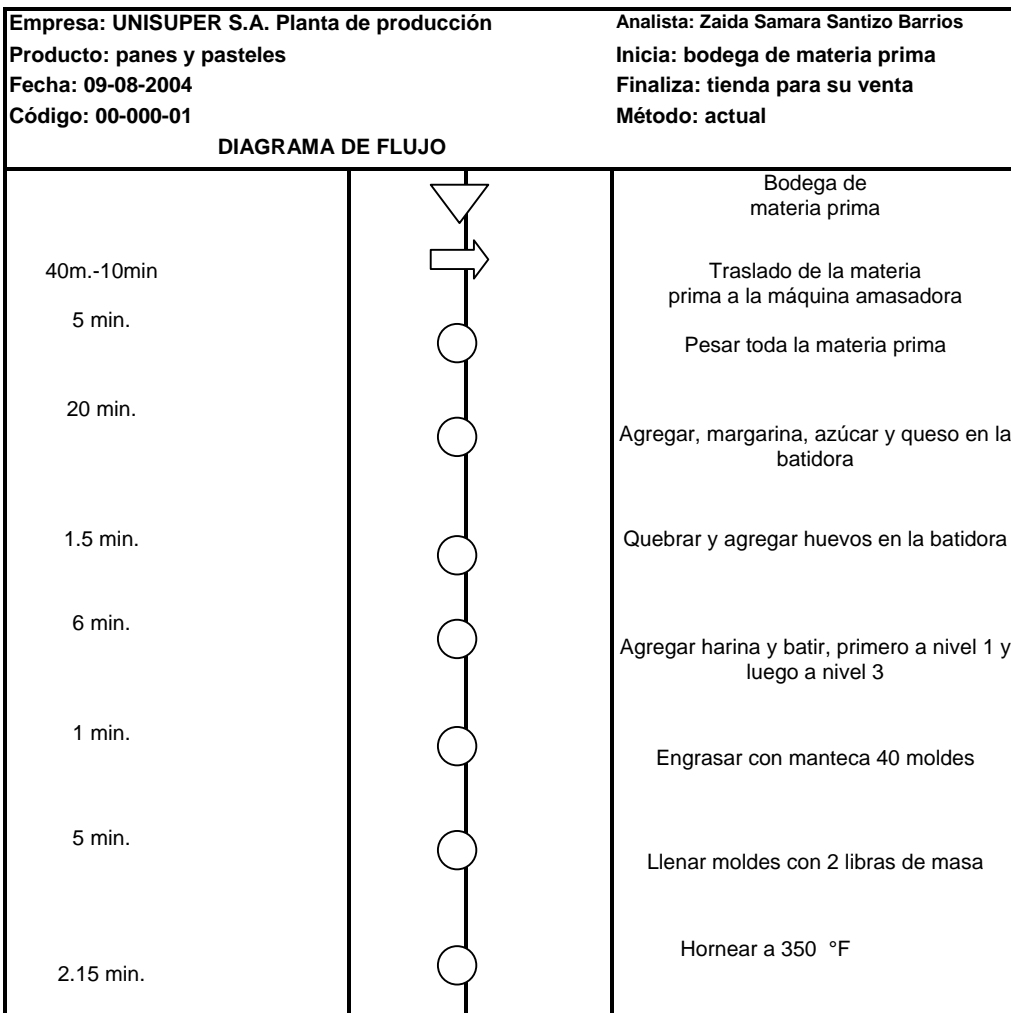 Empresa: UNISUPER S.A. Planta de producción
Analista: Zaida Samara Santizo Barrios
Producto: panes y pasteles
Inicia: bodega de materia prima
Fecha: 09-08-2004
Finaliza: tienda para su venta
Código: 00-000-01
Método: actual
DIAGRAMA DE FLUJO
Bodega de
materia prima
40m.-10min
Traslado de la materia
prima a la máquina amasadora
5 min.
Pesar toda la materia prima
20 min.
Agregar, margarina, azúcar y queso en la
batidora
1.5 min.
Quebrar y agregar huevos en la batidora
6 min.
Agregar harina y batir, primero a nivel 1 y
luego a nivel 3
1 min.
Engrasar con manteca 40 moldes
5 min.
Llenar moldes con 2 libras de masa
Hornear a 350 °F
2.15 min.